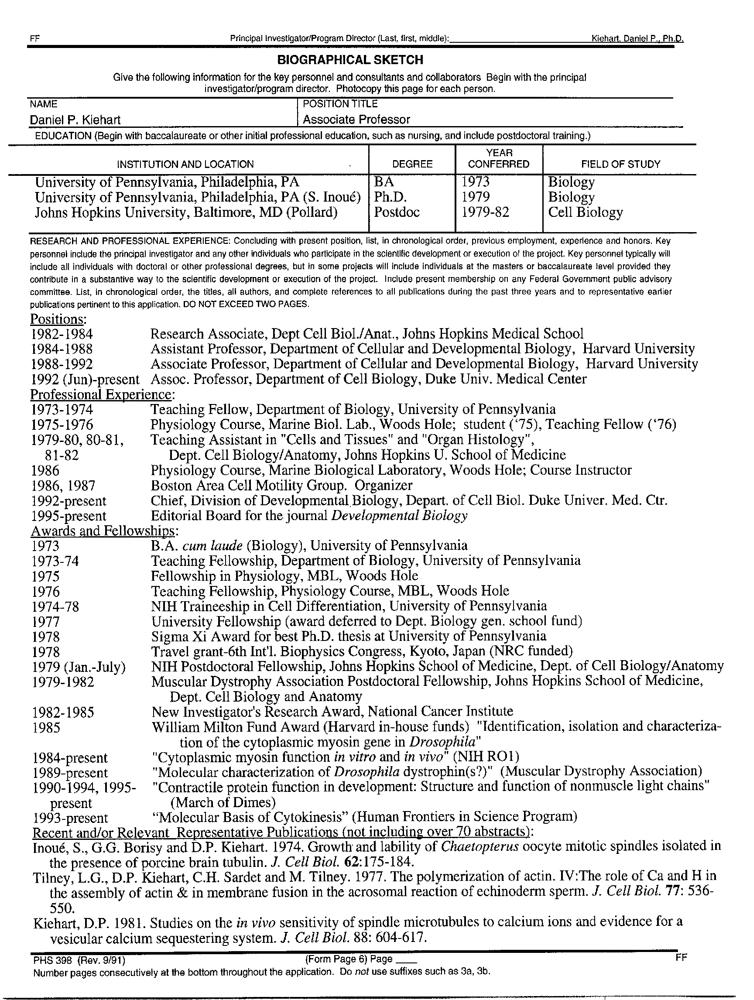 FF Principal Investigator/Program Director (Last, first, middle): Kiehart, Daniel P., Ph.D.
BIOGRAPHICAL SKETCH
Give the following information for the key personnel and consultants and collaborators Begin with the principal
investigator/program director. Photocopy this page for each person.
NAME POSITION TITLE
Daniel P. Kiehart Associate Professor
EDUCATION (Begin with baccalaureate or other initial professional education, such as nursing, and include postdoctoral training.)
INSTITUTION AND LOCATION DEGREE YEAR CONFERRED FIELD OF STUDY
University of Pennsylvania, Philadelphia, PA BA 1973 Biology
University of Pennsylvania, Philadelphia, PA (S. Inoué) Ph.D. 1979 Biology
Johns Hopkins University, Baltimore, MD (Pollard) Postdoc 1979-82 Cell Biology
RESEARCH AND PROFESSIONAL EXPERIENCE: Concluding with present position, list, in chronological order, previous employment, experience and honors. Key
personnel include the principal investigator and any other individuals who participate in the scientific development or execution of the project. Key personnel typically will
include all individuals with doctoral or other professional degrees, but in some projects will include individuals at the masters or baccalaureate level provided they
contribute in a substantive way to the scientific development or execution of the project. Include present membership on any Federal Government public advisory
committee. List, in chronological order, the titles, all authors, and complete references to all publications during the past three years and to representative earlier
publications pertinent to this application. DO NOT EXCEED TWO PAGES.
Positions:
1982-1984 Research Associate, Dept Cell Biol./Anat., Johns Hopkins Medical School
1984-1988 Assistant Professor, Department of Cellular and Developmental Biology, Harvard University
1988-1992 Associate Professor, Department of Cellular and Developmental Biology, Harvard University
1992 (Jun)-present Assoc. Professor, Department of Cell Biology, Duke Univ. Medical Center
Professional Experience:
1973-1974 Teaching Fellow, Department of Biology, University of Pennsylvania
1975-1976 Physiology Course, Marine Biol. Lab., Woods Hole; student (‘75), Teaching Fellow (‘76)
1979-80, 80-81, Teaching Assistant in "Cells and Tissues" and "Organ Histology",
81-82 Dept. Cell Biology/Anatomy, Johns Hopkins U. School of Medicine
1986 Physiology Course, Marine Biological Laboratory, Woods Hole; Course Instructor
1986, 1987 Boston Area Cell Motility Group. Organizer
1992-present Chief, Division of Developmental Biology, Depart. of Cell Biol. Duke Univer. Med. Ctr.
1995-present Editorial Board for the journal Developmental Biology
Awards and Fellowships:
1973 B.A. cum laude (Biology), University of Pennsylvania
1973-74 Teaching Fellowship, Department of Biology, University of Pennsylvania
1975 Fellowship in Physiology, MBL, Woods Hole
1976 Teaching Fellowship, Physiology Course, MBL, Woods Hole
1974-78 NIH Traineeship in Cell Differentiation, University of Pennsylvania
1977 University Fellowship (award deferred to Dept. Biology gen. school fund)
1978 Sigma Xi Award for best Ph.D. thesis at University of Pennsylvania
1978 Travel grant-6th Int'l. Biophysics Congress, Kyoto, Japan (NRC funded)
1979 (Jan.-July) NIH Postdoctoral Fellowship, Johns Hopkins School of Medicine, Dept. of Cell Biology/Anatomy
1979-1982 Muscular Dystrophy Association Postdoctoral Fellowship, Johns Hopkins School of Medicine,
Dept. Cell Biology and Anatomy
1982-1985 New Investigator's Research Award, National Cancer Institute
1985 William Milton Fund Award (Harvard in-house funds) "Identification, isolation and characteriza-
tion of the cytoplasmic myosin gene in Drosophila"
1984-present "Cytoplasmic myosin function in vitro and in vivo" (NIH RO1)
1989-present "Molecular characterization of Drosophila dystrophin(s?)" (Muscular Dystrophy Association)
1990-1994, 1995- "Contractile protein function in development: Structure and function of nonmuscle light chains"
present (March of Dimes)
1993-present “Molecular Basis of Cytokinesis” (Human Frontiers in Science Program)
Recent and/or Relevant Representative Publications (not including over 70 abstracts):
Inoué, S., G.G. Borisy and D.P. Kiehart. 1974. Growth and lability of Chaetopterus oocyte mitotic spindles isolated in
the presence of porcine brain tubulin. J. Cell Biol. 62:175-184.
Tilney, L.G., D.P. Kiehart, C.H. Sardet and M. Tilney. 1977. The polymerization of actin. IV:The role of Ca and H in
the assembly of actin & in membrane fusion in the acrosomal reaction of echinoderm sperm. J. Cell Biol. 77: 536-
550.
Kiehart, D.P. 1981. Studies on the in vivo sensitivity of spindle microtubules to calcium ions and evidence for a
vesicular calcium sequestering system. J. Cell Biol. 88: 604-617.
PHS 398 (Rev. 9/91) (Form Page 6) Page ____ FF
Number pages consecutively at the bottom throughout the application. Do not use suffixes such as 3a, 3b.